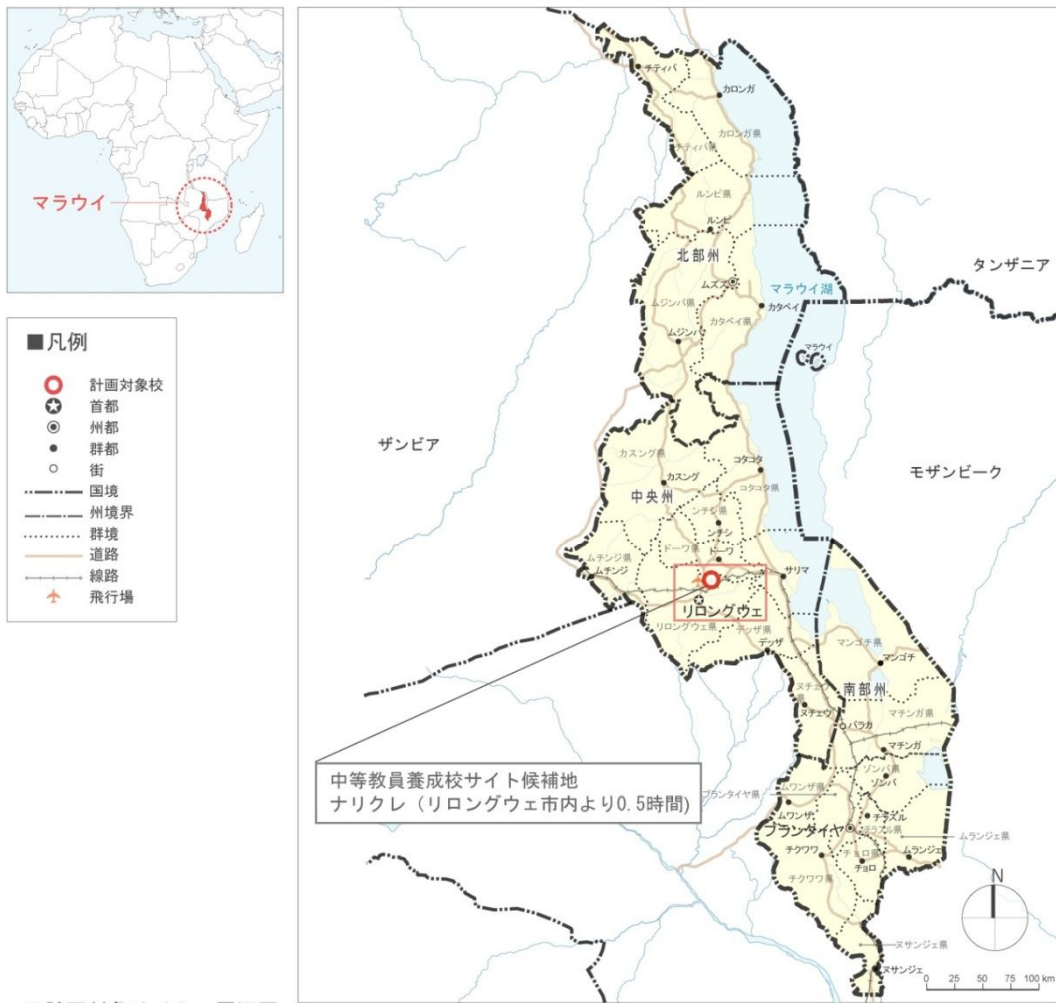 マラウイ
■凡例
計画対象校
首都
州都
群都
街
国境
州境界
群境
道路
線路
飛行場
チティパ
カロンガ
カロンガ県
チティパ県
ルンピ県
ルンピ
北部州
タンザニア
ムズズ
マラウイ湖
ムジンバ県
カタベイ
カタベイ県
ムジンバ
マラウイ
ザンビア
モザンビーク
カスング県
コタコタ
カスング
コタコタ県
中央州
ンチシ県
ンチシ
ドーワ県
ドーワ
ムチンジ県
ムチンジ
サリマ
リロングウェ
リロングウェ県
デッザ県
デッザ
マンゴチ県
マンゴチ
南部州
ヌチェウ
県
ヌチェウ
マチンガ県
バラカ
マチンガ
中等教員養成校サイト候補地
ナリクレ（リロングウェ市内より0.5時間)
ゾンバ県
ゾンバ
ブランタイヤ県
ムワンザ県
ムワンザ
チラズル
ブランタイヤ
チラズル県
ムランジェ県
チクワワ
チョロ県
ムランジェ
チョロ
チクワワ県
N
ヌサンジェ県
ヌサンジェ
0 25 50 75 100 km